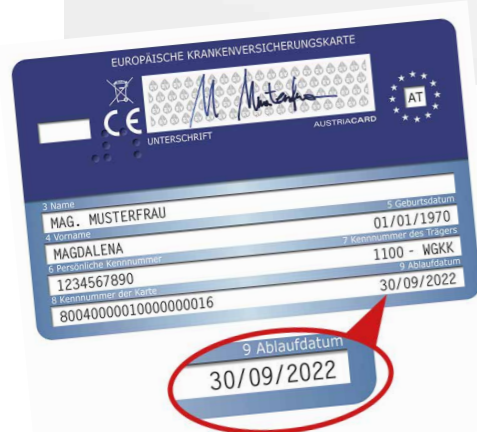 EUROPÄISCHE KRANKENVERSICHERUNGSKARTE
CE
M Musterfrau
UNTERSCHRIFT
AUSTRIACARD
AT
3 Name
MAG. MUSTERFRAU
5 Geburtsdatum
4 Vorname
01/01/1970
MAGDALENA
7 Kennnummer des Trägers
6 Persönliche Kennnummer
1100 - WGKK
1234567890
9 Ablaufdatum
8 Kennnummer der Karte
30/09/2022
80040000010000000016
9 Ablaufdatum
30/09/2022